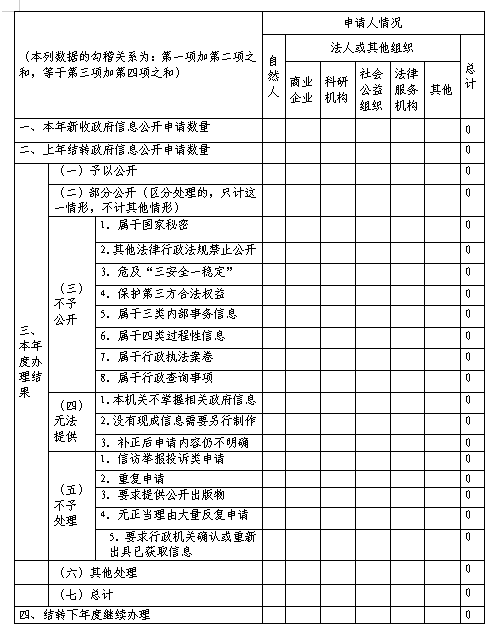 申请人情况
（本列数据的勾稽关系为：第一项加第二项之
和，等于第三项加第四项之和）
自
然
人
法人或其他组织
总
计
商业
企业
科研
机构
社会
公益
组织
法律
服务
机构
其他
一、本年新收政府信息公开申请数量
0
二、上年结转政府信息公开申请数量
0
三、
本年
度办
理结
果
（一）予以公开
0
（二）部分公开（区分处理的，只计这
一情形，不计其他情形）
0
（三）
不予
公开
1．属于国家秘密
0
2.其他法律行政法规禁止公开
0
3．危及“三安全一稳定”
0
4．保护第三方合法权益
0
5．属于三类内部事务信息
0
6．属于四类过程性信息
0
7．属于行政执法案卷
0
8．属于行政查询事项
0
（四）
无法
提供
1.本机关不掌握相关政府信息
0
2.没有现成信息需要另行制作
0
3．补正后申请内容仍不明确
0
（五）
不予
处理
1．信访举报投诉类申请
0
2．重复申请
0
3．要求提供公开出版物
0
4．无正当理由大量反复申请
0
5．要求行政机关确认或重新
出具已获取信息
0
（六）其他处理
0
（七）总计
0
四、结转下年度继续办理
0